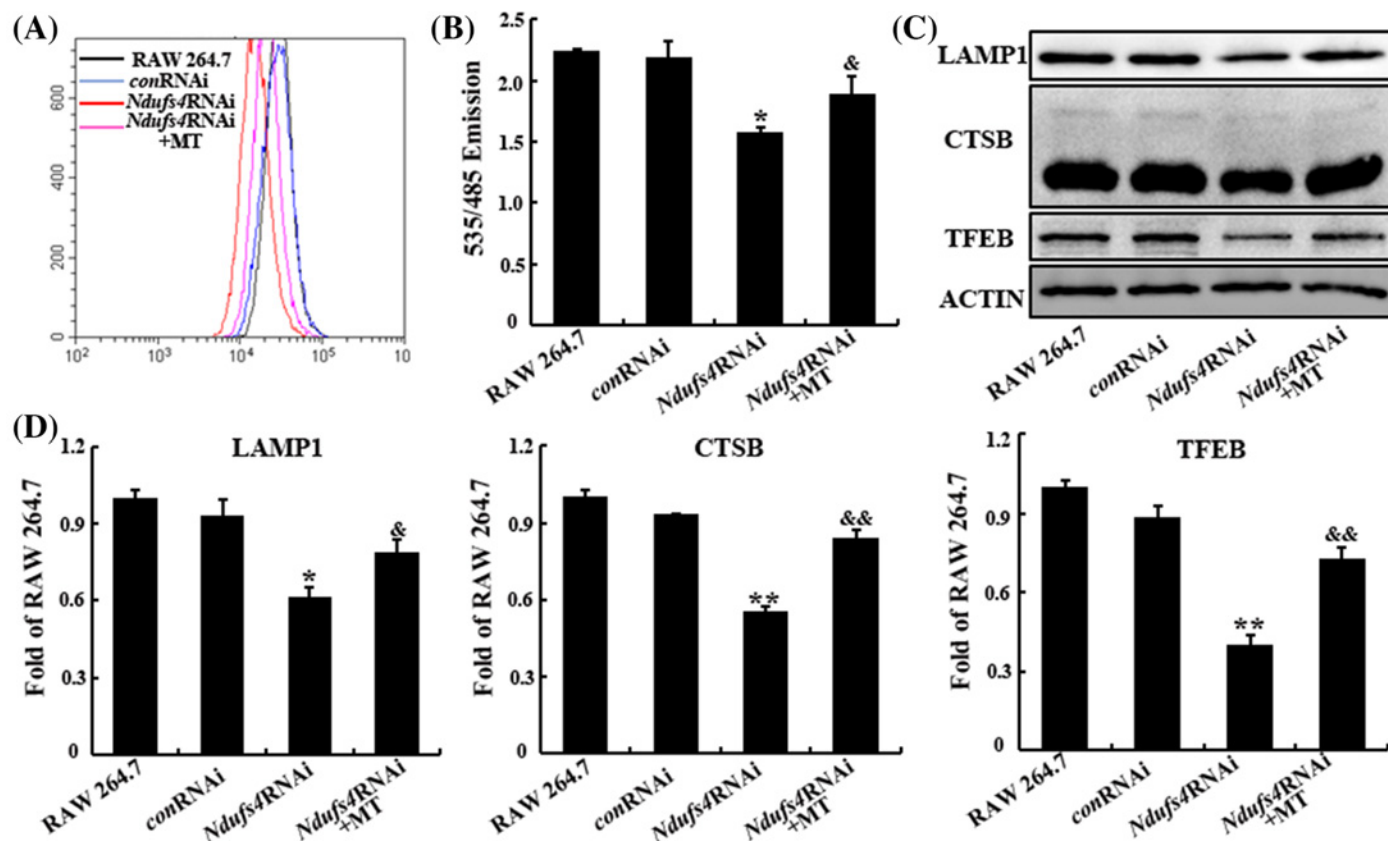 (A)
RAW 264.7
conRNAi
Ndufs4RNAi
Ndufs4RNAi
+MT
600
400
200
0
10²
10³
10⁴
10⁵
10
(B)
535/485 Emission
2.5
2.0
1.5
1.0
2.5
0
*
&
RAW 264.7
conRNAi
Ndufs4RNAi
Ndufs4RNAi
+MT
(C)
LAMP1
CTSB
TFEB
ACTIN
RAW 264.7
conRNAi
Ndufs4RNAi
Ndufs4RNAi
+MT
(D)
LAMP1
Fold of RAW 264.7
1.2
0.9
0.6
0.3
0
*
&
RAW 264.7
conRNAi
Ndufs4RNAi
Ndufs4RNAi
+MT
CTSB
Fold of RAW 264.7
1.2
0.9
0.6
0.3
0
**
&&
RAW 264.7
conRNAi
Ndufs4RNAi
Ndufs4RNAi
+MT
TFEB
Fold of RAW 264.7
1.2
0.9
0.6
0.3
0
**
&&
RAW 264.7
conRNAi
Ndufs4RNAi
Ndufs4RNAi
+MT